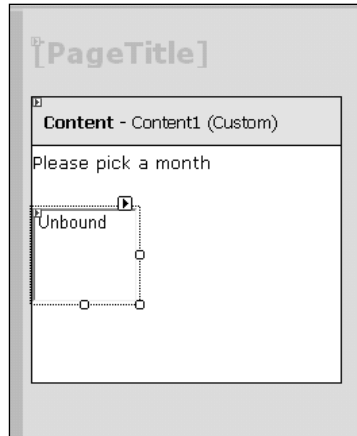 [PageTitle]
Content - Content1 (Custom)
Please pick a month
Unbound